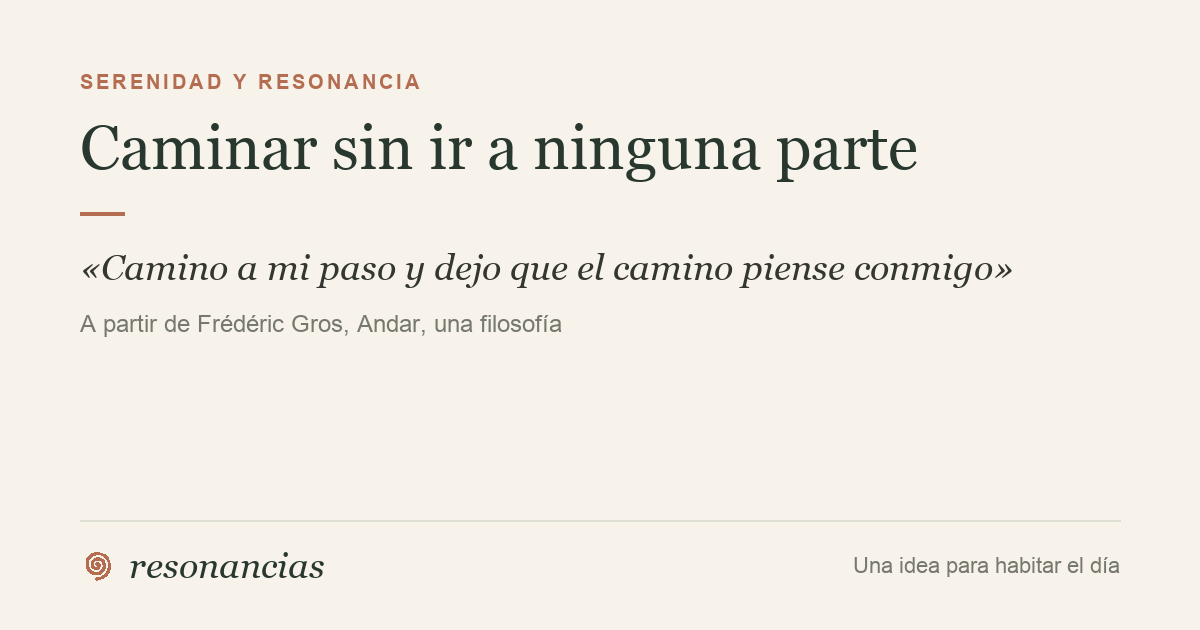 SERENIDAD Y RESONANCIA
Caminar sin ir a ninguna parte
«Camino a mi paso y dejo que el camino piense conmigo»
A partir de Frédéric Gros, Andar, una filosofía
resonancias
Una idea para habitar el día